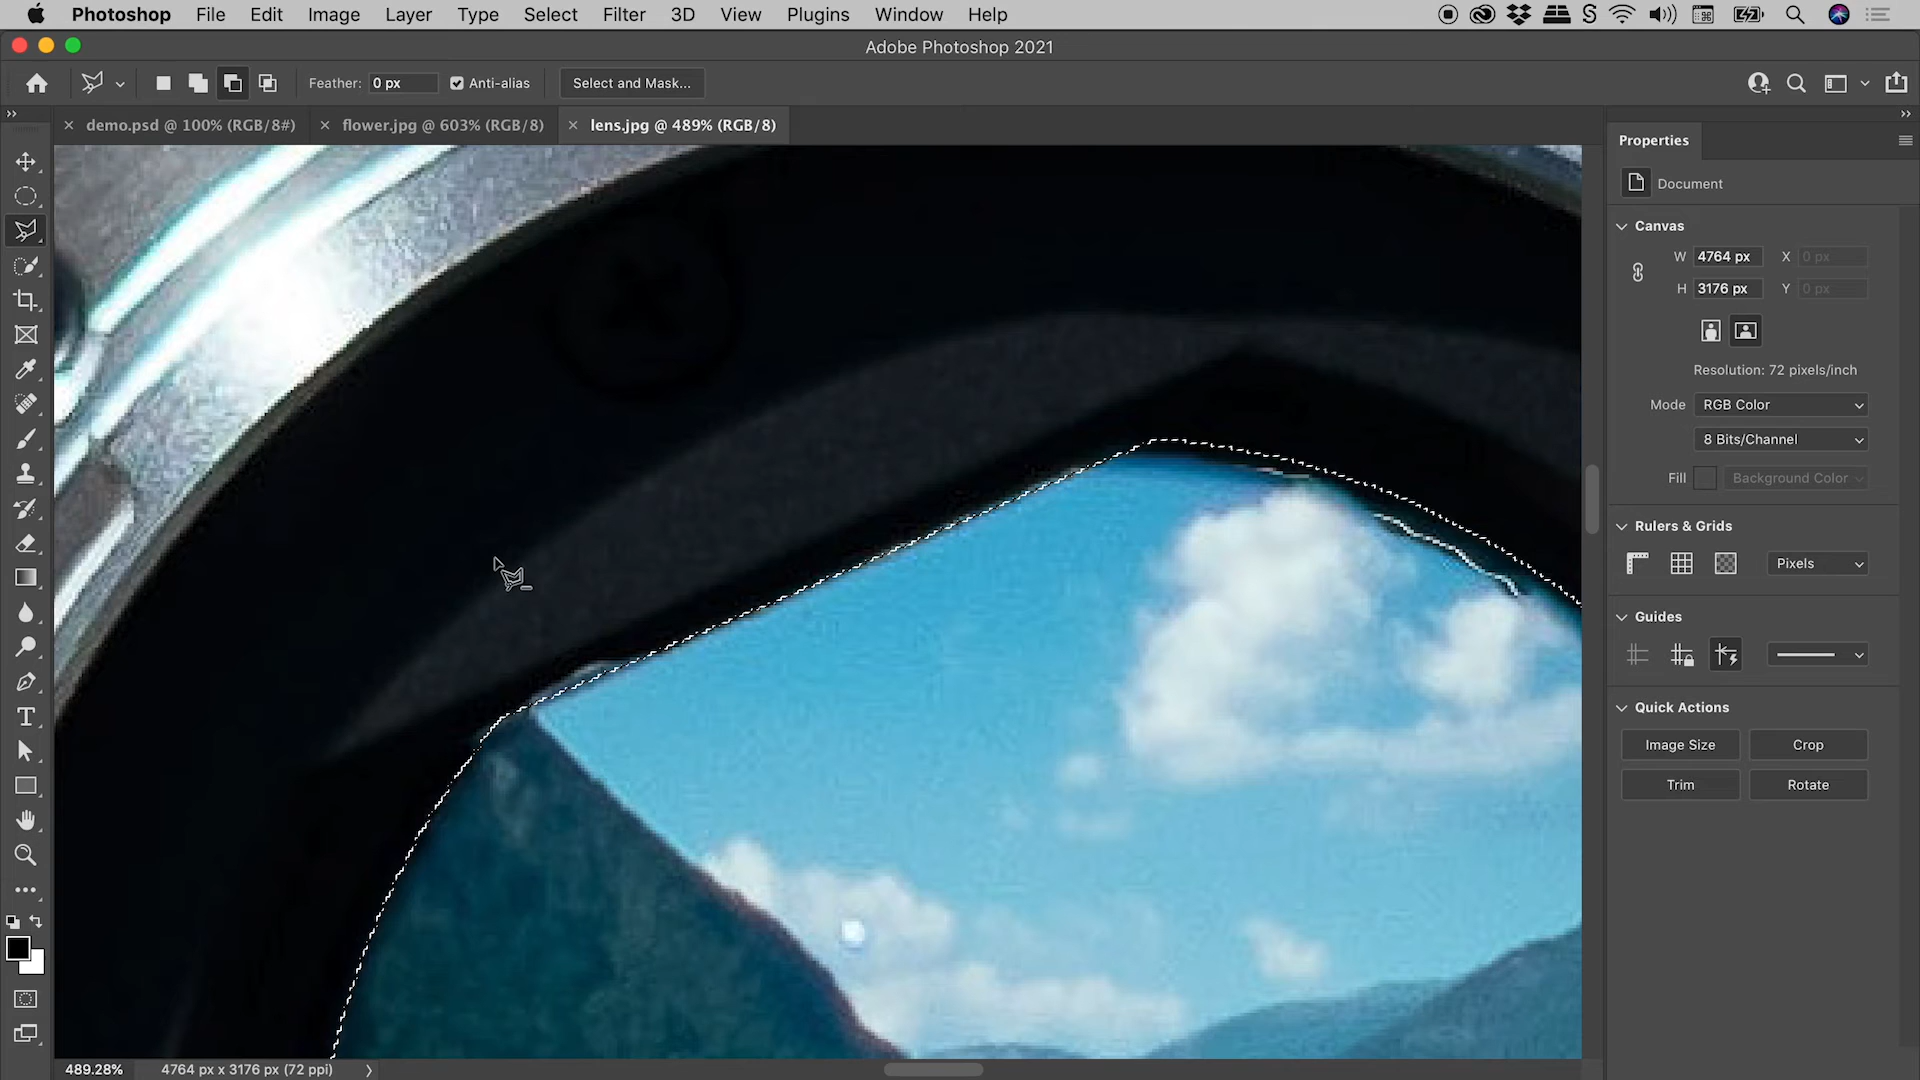 Photoshop File Edit Image Layer Type Select Filter 3D View Plugins Window Help
Adobe Photoshop 2021
Feather: 0 px Anti-alias Select and Mask...
demo.psd @ 100% (RGB/8#) flower.jpg @ 603% (RGB/8) lens.jpg @ 489% (RGB/8)
Properties
Document
Canvas
W 4764 px X 0 px
H 3176 px Y 0 px
Resolution: 72 pixels/inch
Mode RGB Color
8 Bits/Channel
Fill Background Color
Rulers & Grids
Pixels
Guides
Quick Actions
Image Size Crop
Trim Rotate
489.28% 4764 px x 3176 px (72 ppi)